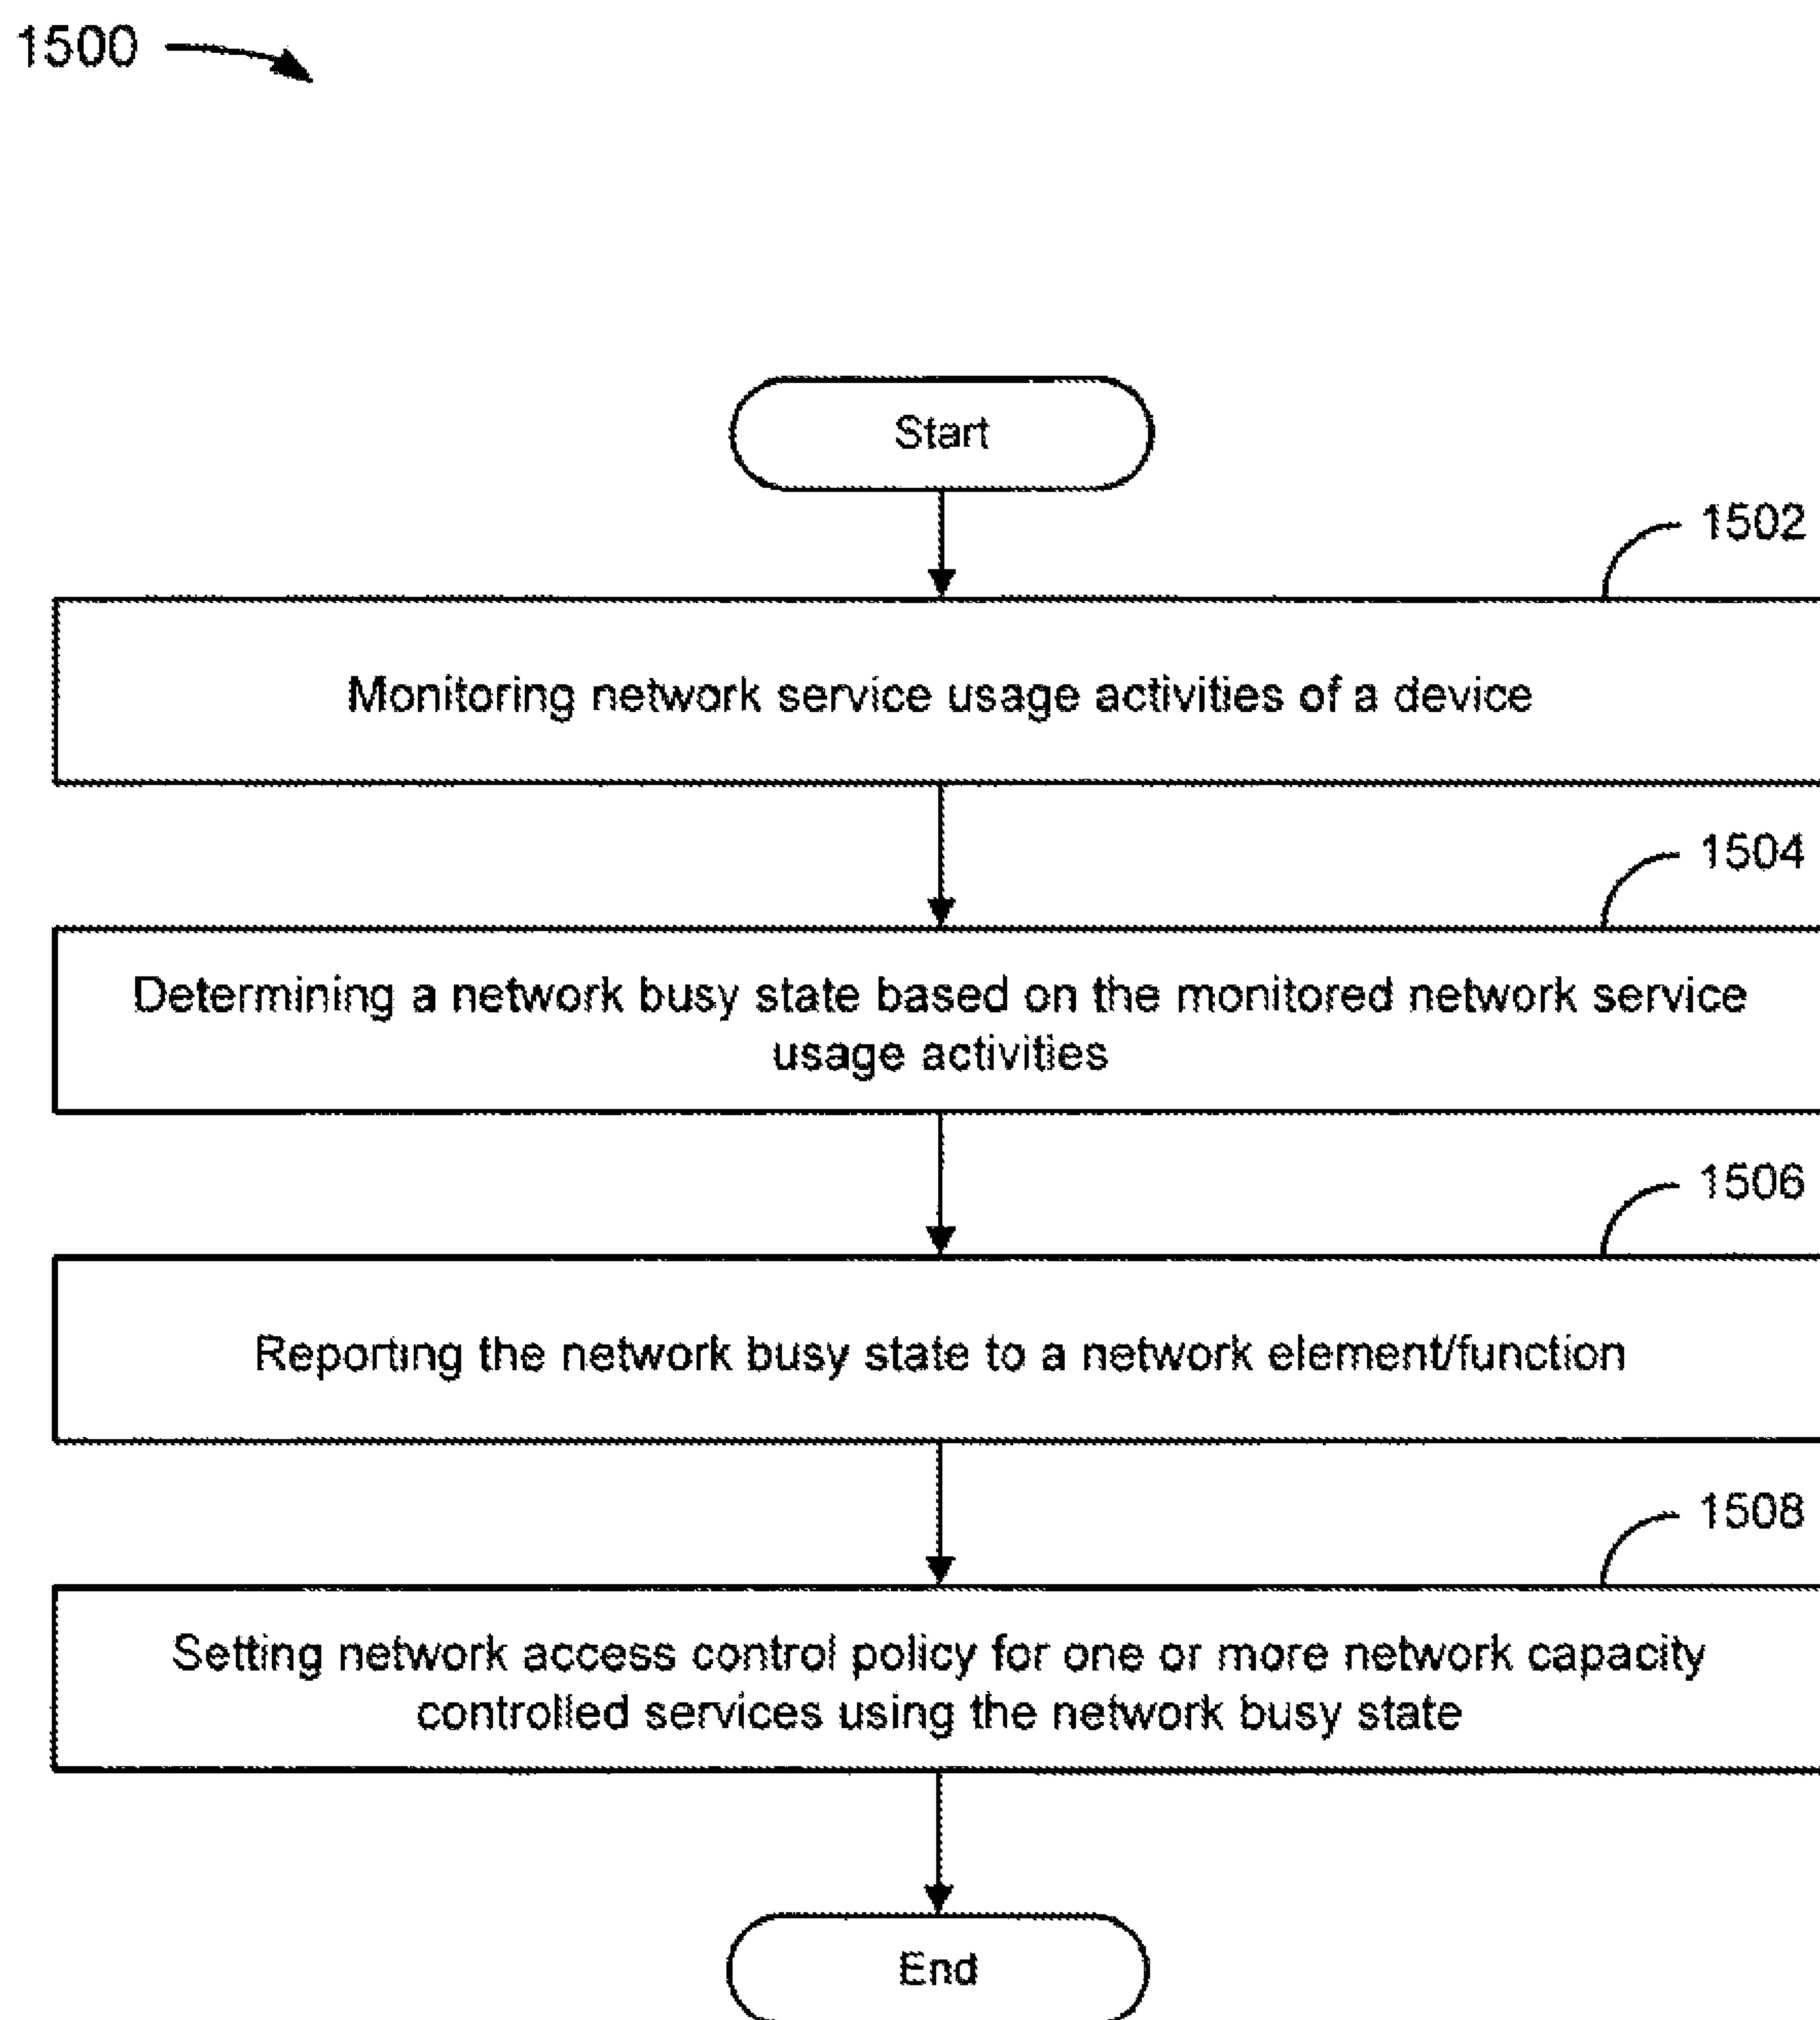 1500
Start
1502
Monitoring network service usage activities of a device
1504
Determining a network busy state based on the monitored network service
usage activities
1506
Reporting the network busy state to a network element/function
1508
Setting network access control policy for one or more network capacity
controlled services using the network busy state
End